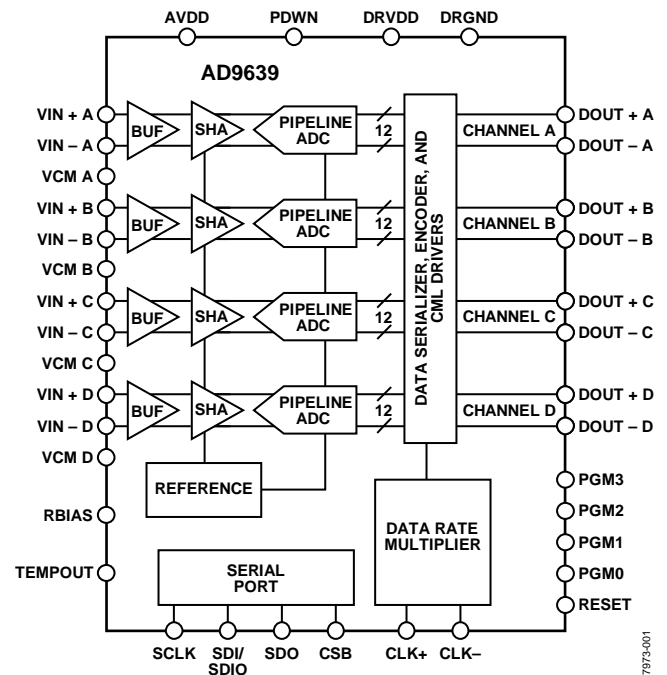 AVDD PDWN DRVDD DRGND
AD9639
VIN + A BUF SHA PIPELINE ADC 12 CHANNEL A DOUT + A
VIN – A DOUT – A
VCM A
VIN + B BUF SHA PIPELINE ADC 12 CHANNEL B DOUT + B
VIN – B DOUT – B
VCM B
VIN + C BUF SHA PIPELINE ADC 12 CHANNEL C DOUT + C
VIN – C DOUT – C
VCM C
VIN + D BUF SHA PIPELINE ADC 12 CHANNEL D DOUT + D
VIN – D DOUT – D
VCM D
DATA SERIALIZER, ENCODER, AND
CML DRIVERS
REFERENCE
RBIAS
TEMPOUT
DATA RATE
MULTIPLIER
PGM3
PGM2
PGM1
PGM0
RESET
SERIAL
PORT
SCLK SDI/ SDO CSB CLK+ CLK–
SDIO
7973-001